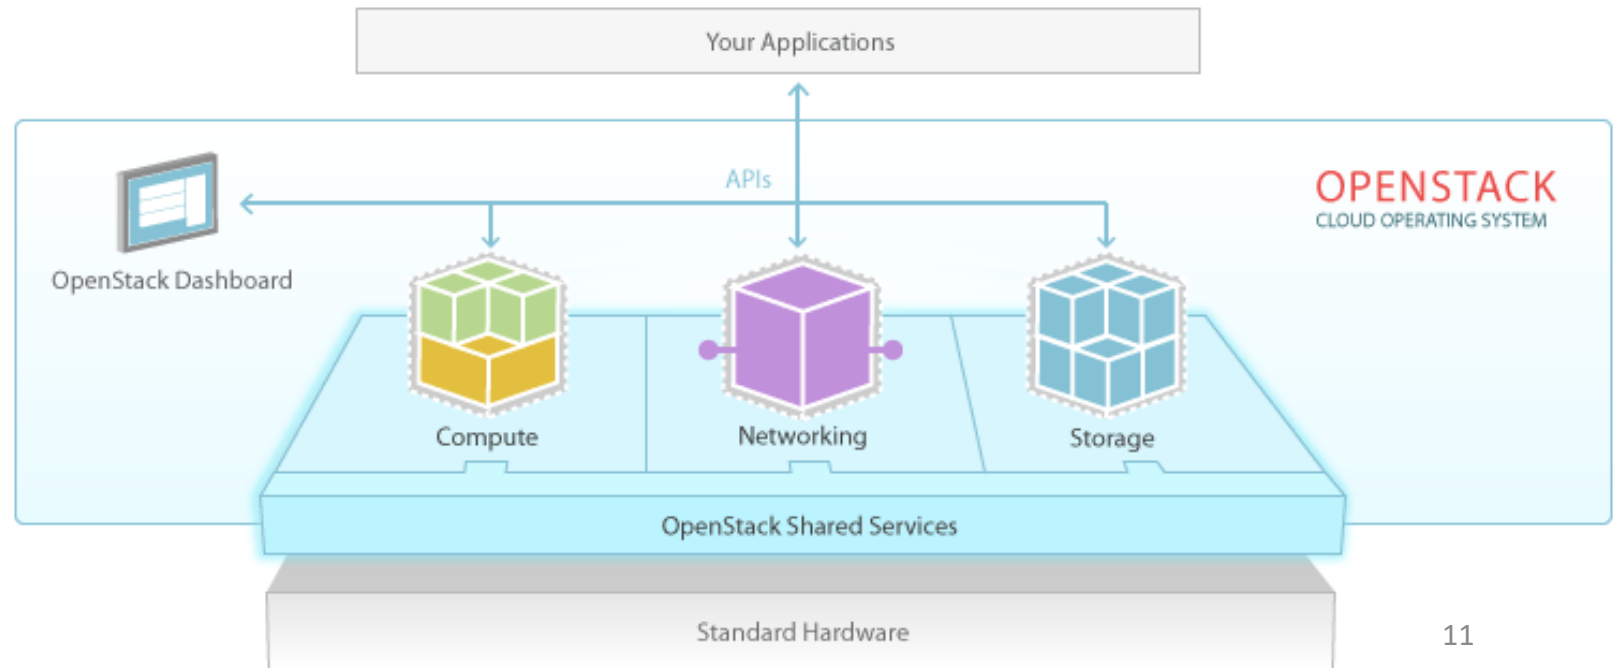 Your Applications
APIs
OPENSTACK
CLOUD OPERATING SYSTEM
OpenStack Dashboard
Compute
Networking
Storage
OpenStack Shared Services
Standard Hardware
11